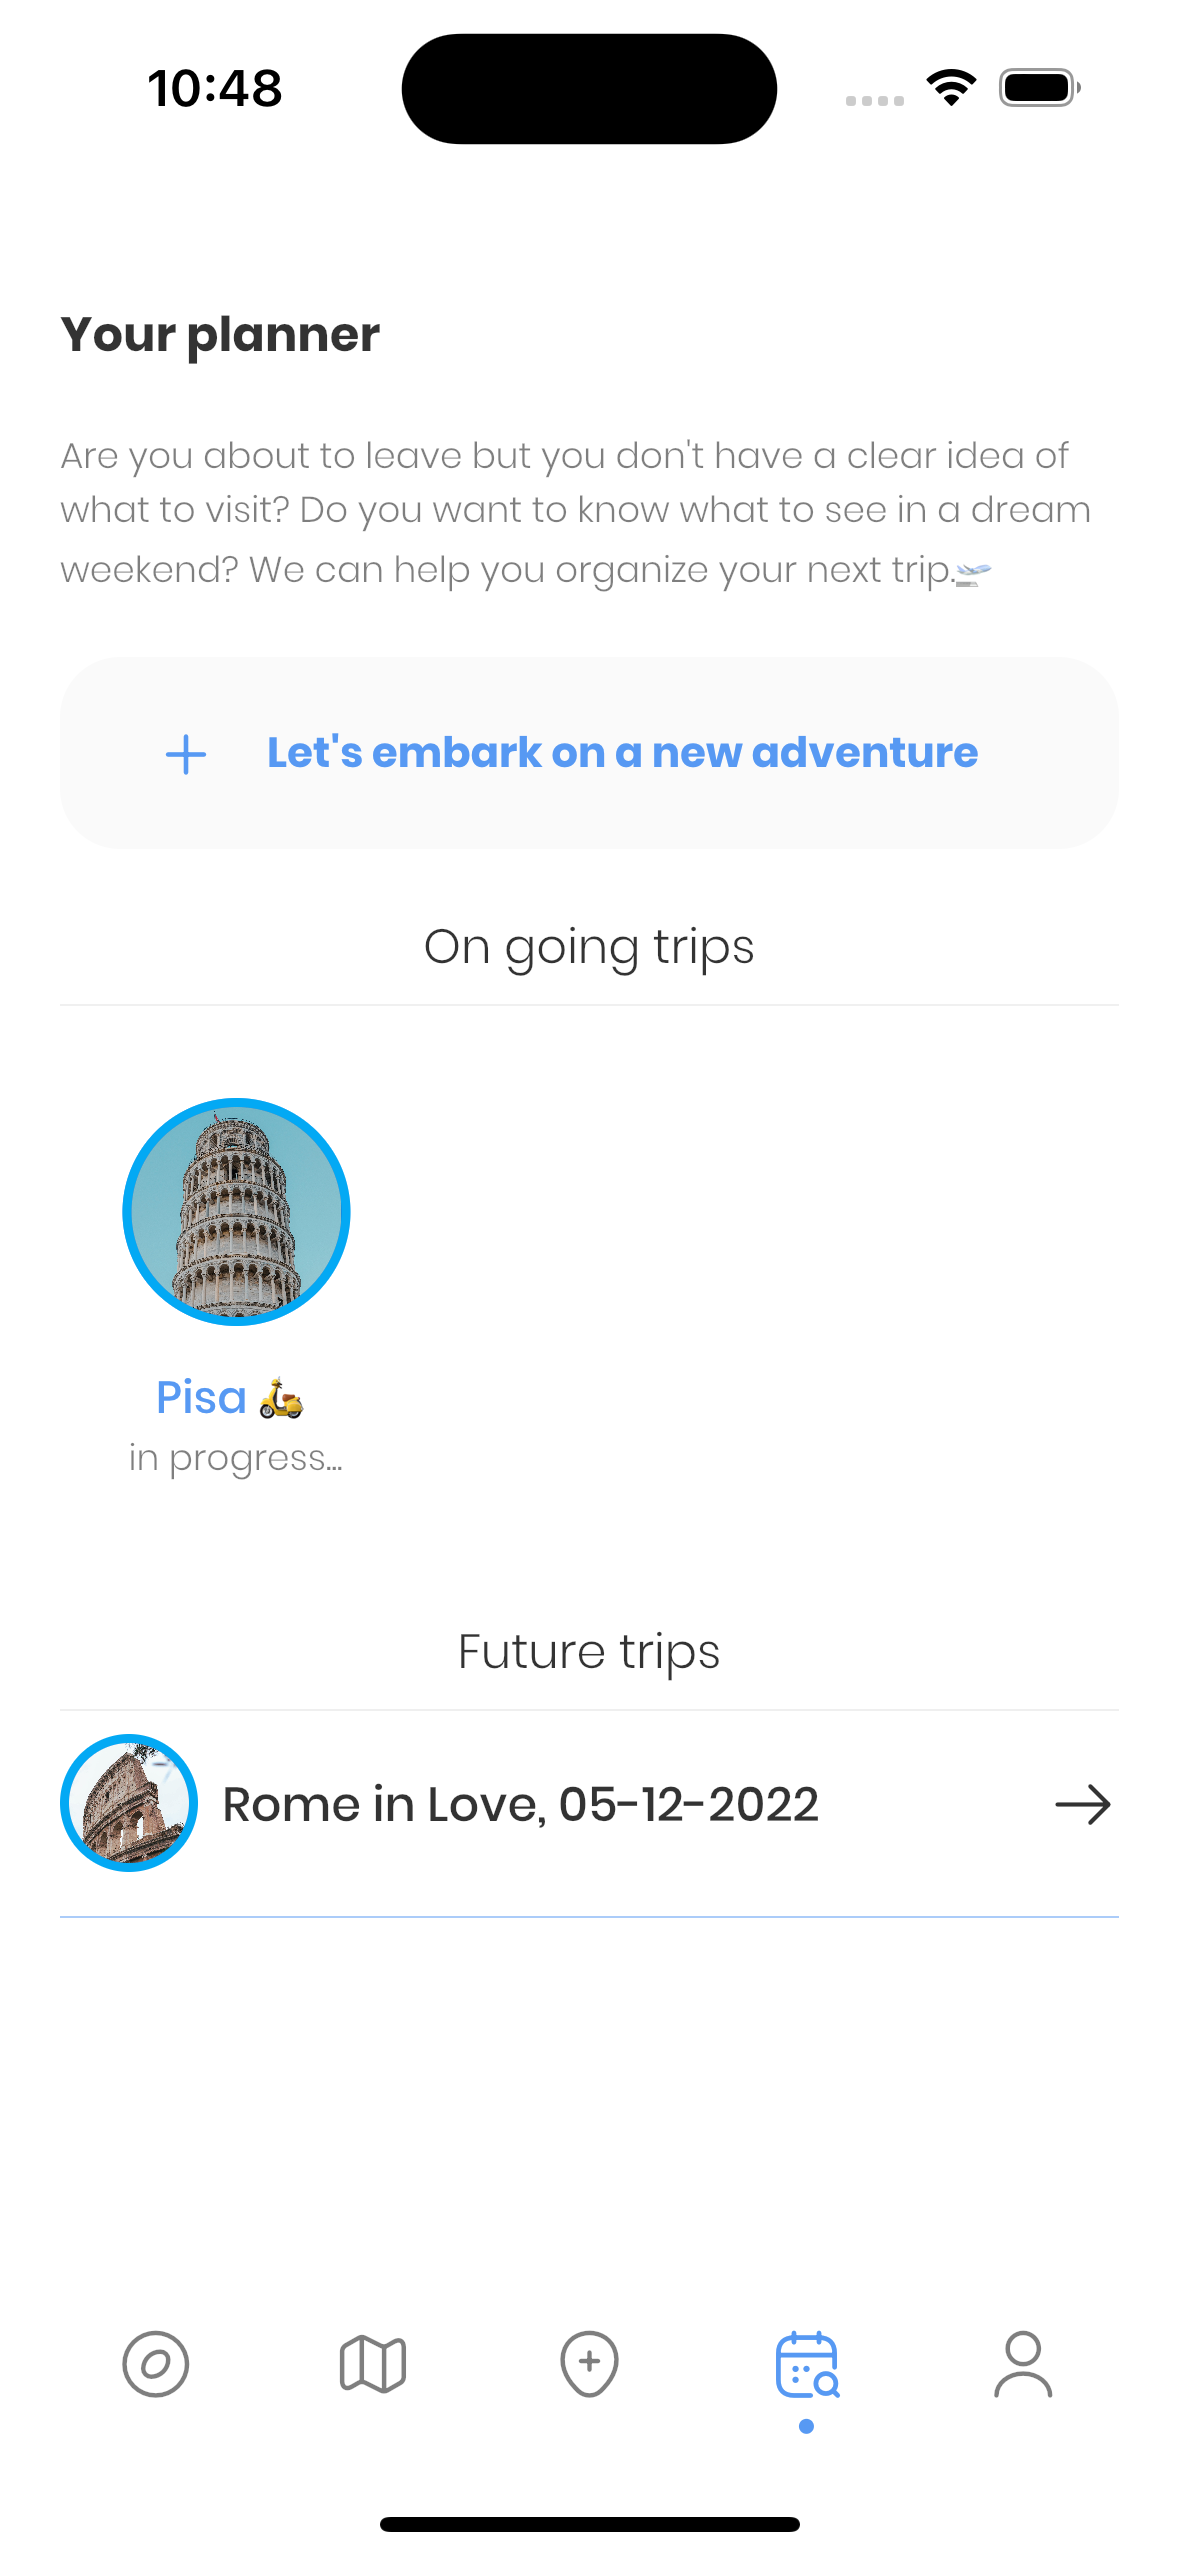 10:48
Your planner
Are you about to leave but you don't have a clear idea of
what to visit? Do you want to know what to see in a dream
weekend? We can help you organize your next trip.🛫
Let's embark on a new adventure
On going trips
Pisa 🛵
in progress...
Future trips
Rome in Love, 05-12-2022